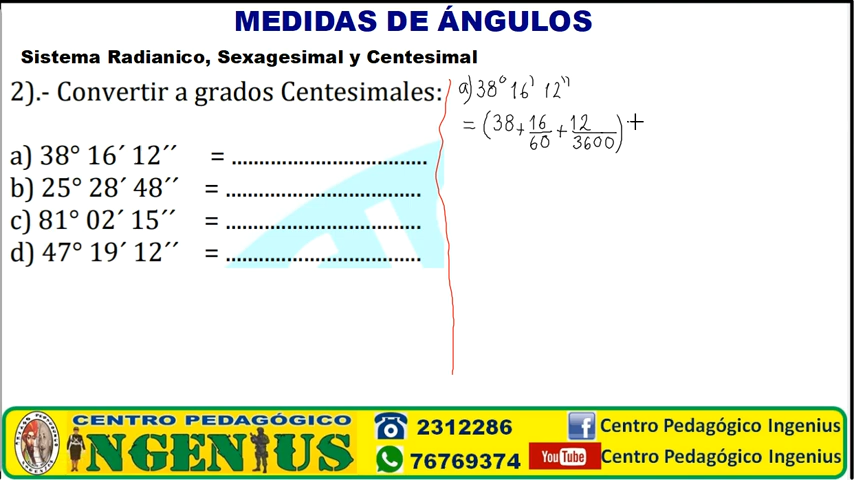 MEDIDAS DE ÁNGULOS
Sistema Radianico, Sexagesimal y Centesimal
2).- Convertir a grados Centesimales:
a) 38° 16´ 12´´ = ..................................
b) 25° 28´ 48´´ = .................................
c) 81° 02´ 15´´ = .................................
d) 47° 19´ 12´´ = .................................
a) 38° 16' 12''
= (38 + 16/60 + 12/3600) +
CENTRO PEDAGÓGICO
INGENIUS
2312286
76769374
f Centro Pedagógico Ingenius
YouTube Centro Pedagógico Ingenius